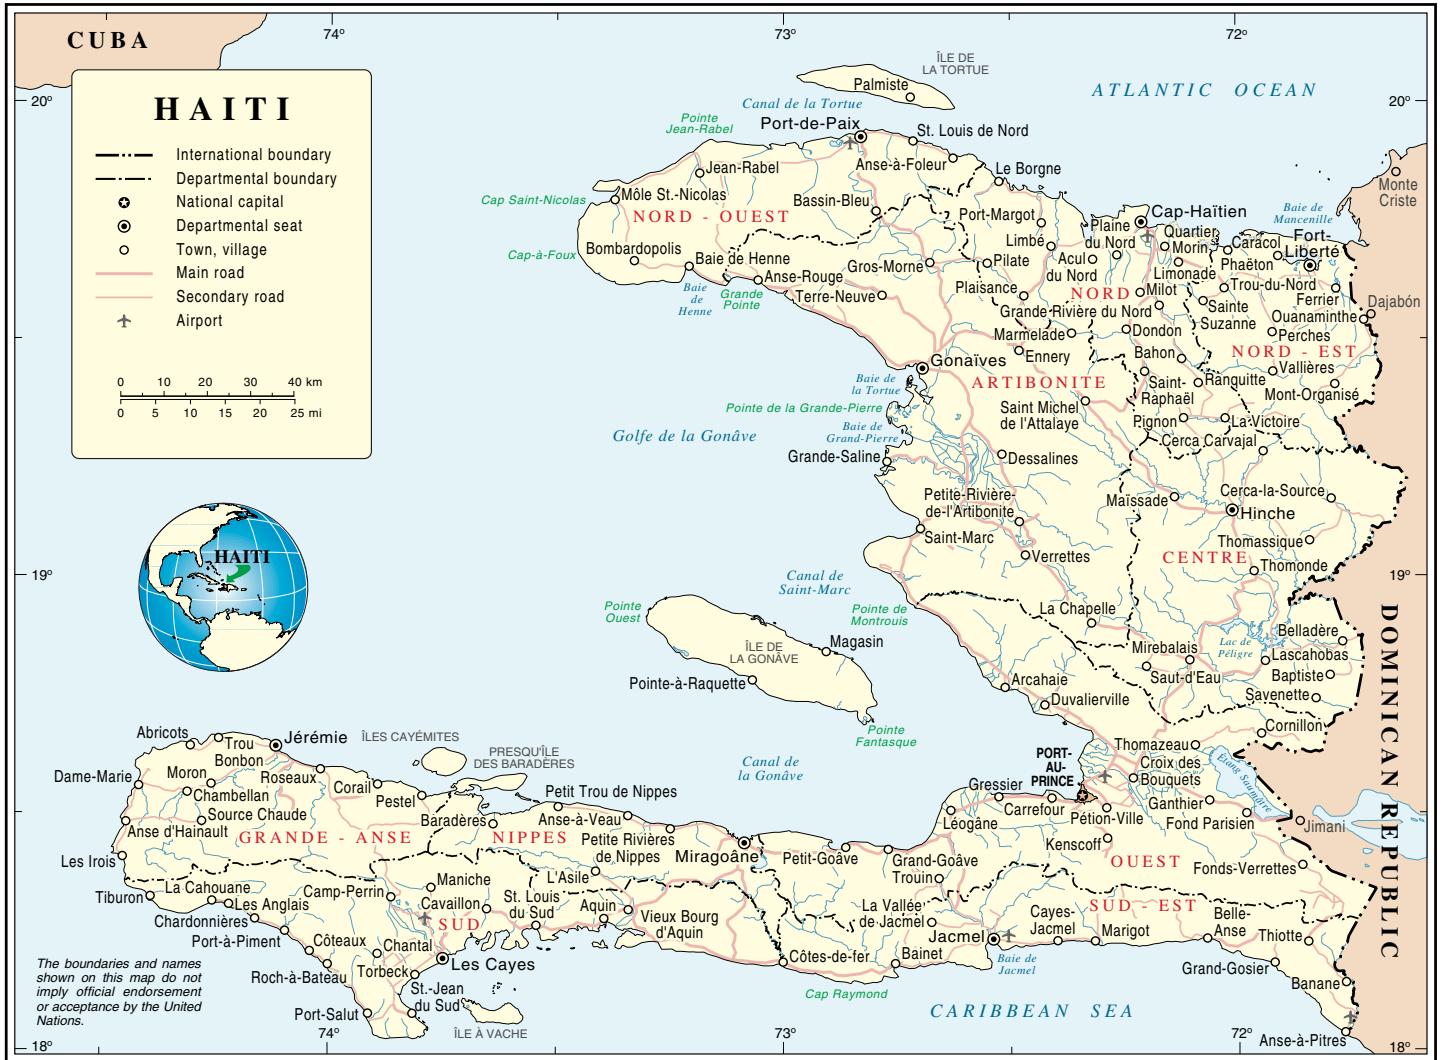 74°
73°
72°
CUBA
20°
20°
HAITI
International boundary
Departmental boundary
National capital
Departmental seat
Town, village
Main road
Secondary road
Airport
0 10 20 30 40 km
0 5 10 15 20 25 mi
ÎLE DE
LA TORTUE
Palmiste
ATLANTIC OCEAN
Canal de la Tortue
Pointe
Jean-Rabel
Port-de-Paix
St. Louis de Nord
Anse-à-Foleur
Le Borgne
Jean-Rabel
Monte
Criste
Cap Saint-Nicolas
Môle St.-Nicolas
NORD - OUEST
Bassin-Bleu
Port-Margot
Cap-Haïtien
Baie de
Mancenille
Plaine
du Nord
Quartier
Morin
Caracol
Fort-
Liberté
Cap-à-Foux
Bombardopolis
Baie de Henne
Limbé
Acul
du Nord
Limonade
Phaëton
Anse-Rouge
Gros-Morne
Pilate
Baie
de
Henne
Grande
Pointe
Terre-Neuve
Plaisance
NORD
Milot
Trou-du-Nord
Ferrier
Dajabón
Grande Rivière du Nord
Sainte
Suzanne
Ouanaminthe
Perches
Marmelade
Dondon
NORD - EST
Ennery
Bahon
Vallières
Gonaïves
Baie de
la Tortue
ARTIBONITE
Saint-
Raphaël
Ranquitte
Mont-Organisé
Pointe de la Grande-Pierre
Saint Michel
de l'Attalaye
Pignon
La Victoire
Golfe de la Gonâve
Baie de
Grand-Pierre
Cerca Carvajal
Grande-Saline
Dessalines
Petite-Rivière-
de-l'Artibonite
Maïssade
Cerca-la-Source
Hinche
Saint-Marc
Thomassique
Verrettes
CENTRE
Thomonde
HAITI
19°
19°
Canal de
Saint-Marc
Pointe
Ouest
Pointe de
Montrouis
La Chapelle
DOMINICAN REPUBLIC
ÎLE DE
LA GONÂVE
Magasin
Lac de
Péligre
Belladère
Mirebalais
Lascahobas
Pointe-à-Raquette
Arcahaie
Saut-d'Eau
Baptiste
Savenette
Duvalierville
Pointe
Fantasque
Cornillon
Abricots
Trou
Bonbon
Jérémie
ÎLES CAYÉMITES
PRESQU'ÎLE
DES BARADÈRES
Canal de
la Gonâve
PORT-
AU-
PRINCE
Thomazeau
Croix des
Bouquets
Etang Saumâtre
Dame-Marie
Moron
Roseaux
Chambellan
Corail
Pestel
Petit Trou de Nippes
Gressier
Carrefour
Ganthier
Source Chaude
Baradères
Anse-à-Veau
Léogâne
Pétion-Ville
Fond Parisien
Jimani
Anse d'Hainault
GRANDE - ANSE
NIPPES
Petite Rivières
de Nippes
Miragoâne
Petit-Goâve
Kenscoff
Les Irois
Grand-Goâve
OUEST
Fonds-Verrettes
L'Asile
Trouin
Tiburon
La Cahouane
Camp-Perrin
Maniche
Les Anglais
Cavaillon
St. Louis
du Sud
Aquin
La Vallée
de Jacmel
SUD - EST
Chardonnières
SUD
Vieux Bourg
d'Aquin
Cayes-
Jacmel
Belle-
Anse
Port-à-Piment
Côteaux
Chantal
Jacmel
Marigot
Thiotte
Les Cayes
Côtes-de-fer
Bainet
Baie de
Jacmel
Grand-Gosier
Roch-à-Bateau
Torbeck
Banane
St.-Jean
du Sud
Cap Raymond
Port-Salut
ÎLE À VACHE
CARIBBEAN SEA
Anse-à-Pitres
The boundaries and names
shown on this map do not
imply official endorsement
or acceptance by the United
Nations.
18°
74°
73°
72°
18°